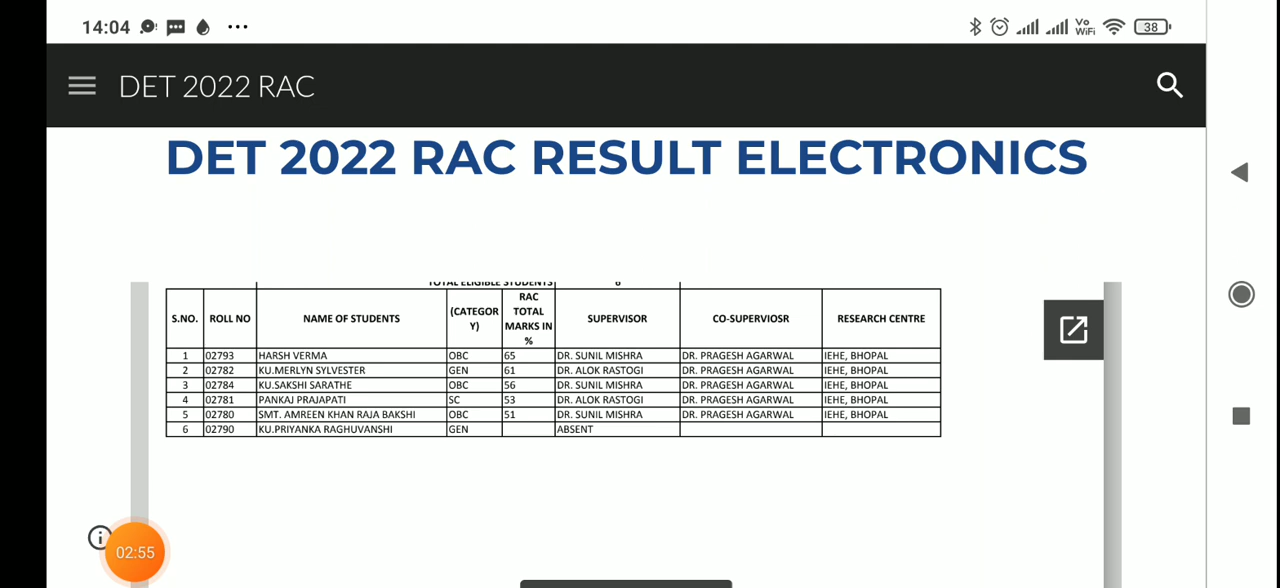 14:04 Vo WiFi 38
DET 2022 RAC
DET 2022 RAC RESULT ELECTRONICS
TOTAL ELIGIBLE STUDENTS 6
S.NO. ROLL NO NAME OF STUDENTS (CATEGOR Y) RAC TOTAL MARKS IN % SUPERVISOR CO-SUPERVIOSR RESEARCH CENTRE
1 02793 HARSH VERMA OBC 65 DR. SUNIL MISHRA DR. PRAGESH AGARWAL IEHE, BHOPAL
2 02782 KU.MERLYN SYLVESTER GEN 61 DR. ALOK RASTOGI DR. PRAGESH AGARWAL IEHE, BHOPAL
3 02784 KU.SAKSHI SARATHE OBC 56 DR. SUNIL MISHRA DR. PRAGESH AGARWAL IEHE, BHOPAL
4 02781 PANKAJ PRAJAPATI SC 53 DR. ALOK RASTOGI DR. PRAGESH AGARWAL IEHE, BHOPAL
5 02780 SMT. AMREEN KHAN RAJA BAKSHI OBC 51 DR. SUNIL MISHRA DR. PRAGESH AGARWAL IEHE, BHOPAL
6 02790 KU.PRIYANKA RAGHUVANSHI GEN ABSENT
02:55